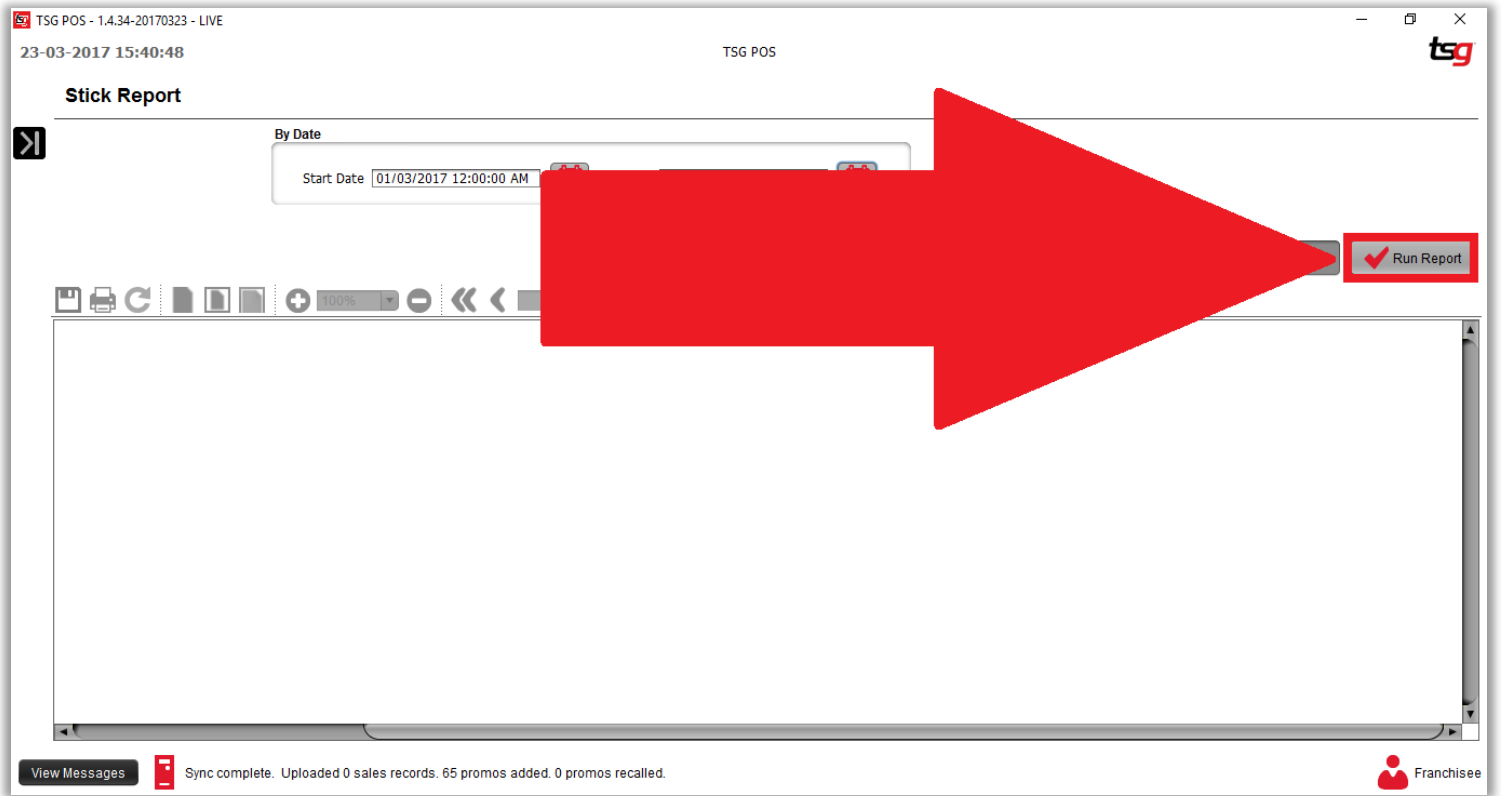 TSG POS - 1.4.34-20170323 - LIVE
23-03-2017 15:40:48
TSG POS
tsg
Stick Report
By Date
Start Date 01/03/2017 12:00:00 AM
Run Report
100%
View Messages
Sync complete. Uploaded 0 sales records. 65 promos added. 0 promos recalled.
Franchisee